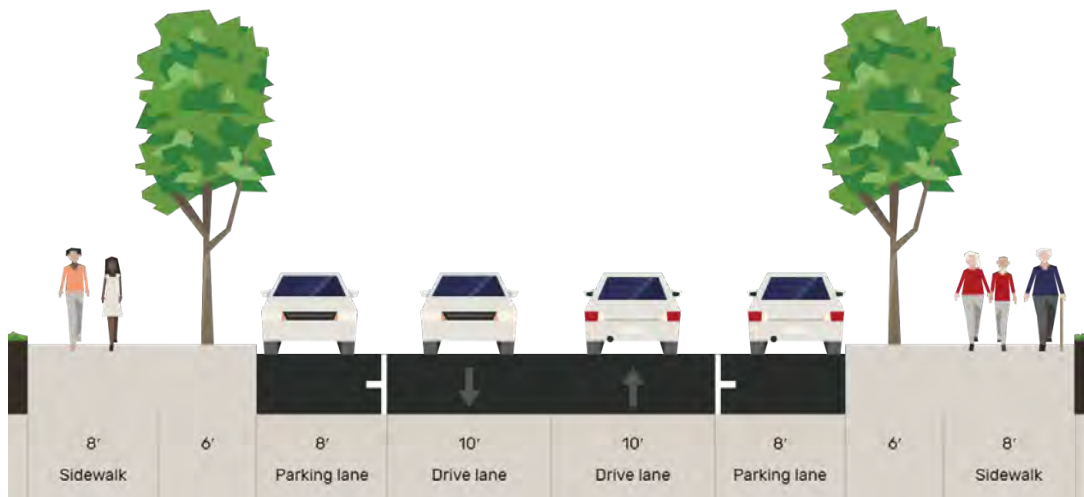 8′ 6′ 8′ 10′ 10′ 8′ 6′ 8′
Sidewalk Parking lane Drive lane Drive lane Parking lane Sidewalk